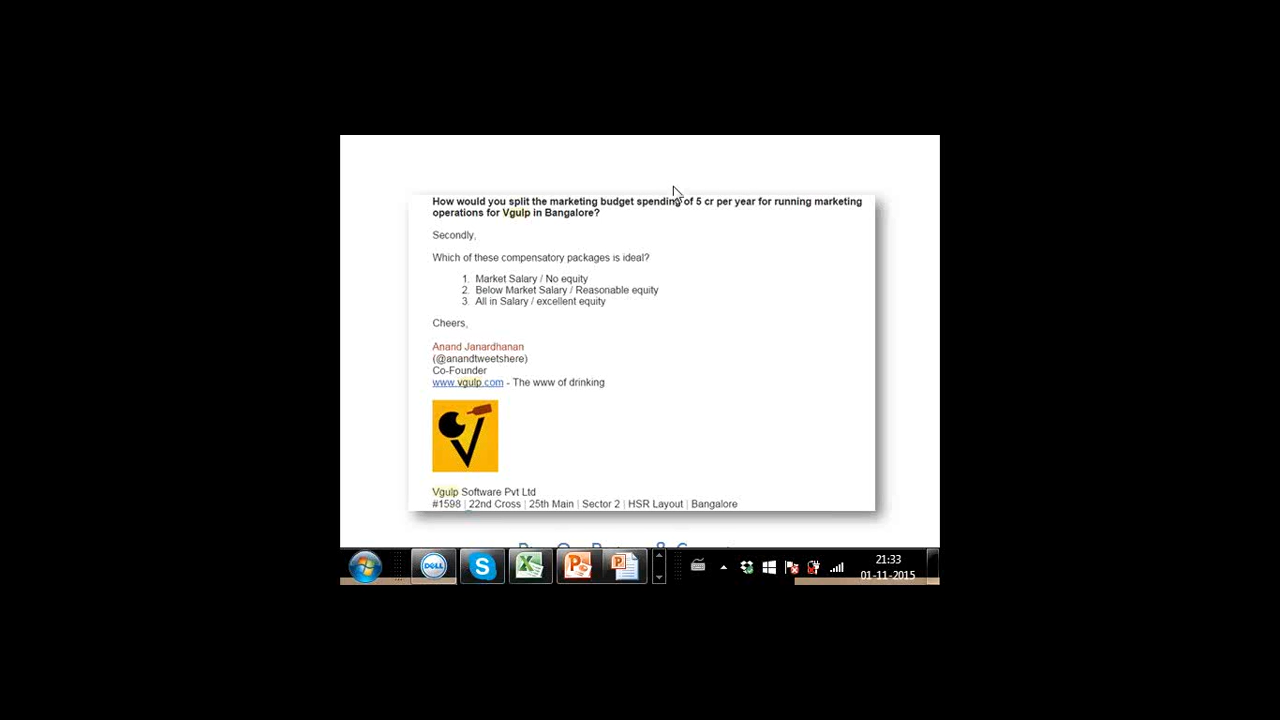 How would you split the marketing budget spending of 5 cr per year for running marketing
operations for Vgulp in Bangalore?
Secondly,
Which of these compensatory packages is ideal?
1. Market Salary / No equity
2. Below Market Salary / Reasonable equity
3. All in Salary / excellent equity
Cheers,
Anand Janardhanan
(@anandtweetshere)
Co-Founder
www.vgulp.com - The www of drinking
Vgulp Software Pvt Ltd
#1598 | 22nd Cross | 25th Main | Sector 2 | HSR Layout | Bangalore
DELL
21:33
01-11-2015